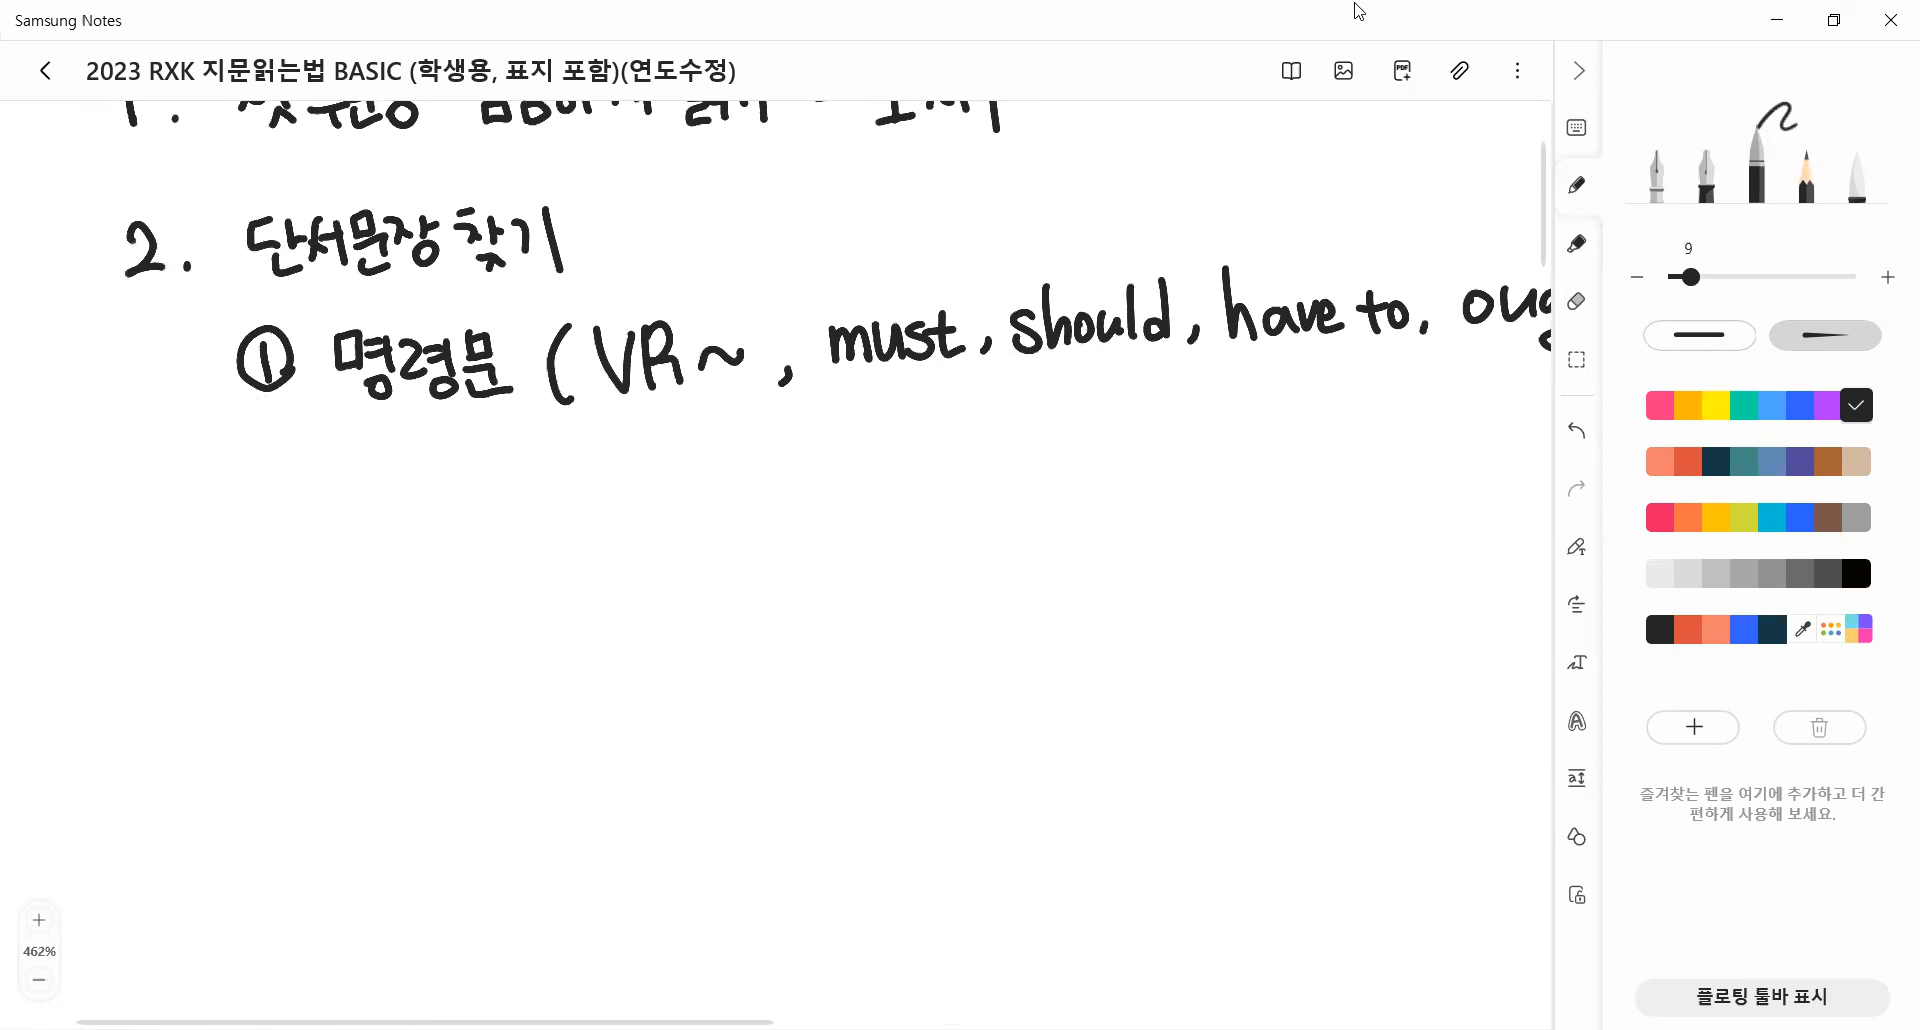 Samsung Notes
2023 RXK 지문읽는법 BASIC (학생용, 표지 포함)(연도수정)
PDF
1.
2. 단서문장 찾기
① 명령문 (VR~, must, should, have to,
9
즐겨찾는 펜을 여기에 추가하고 더 간
편하게 사용해 보세요.
462%
플로팅 툴바 표시